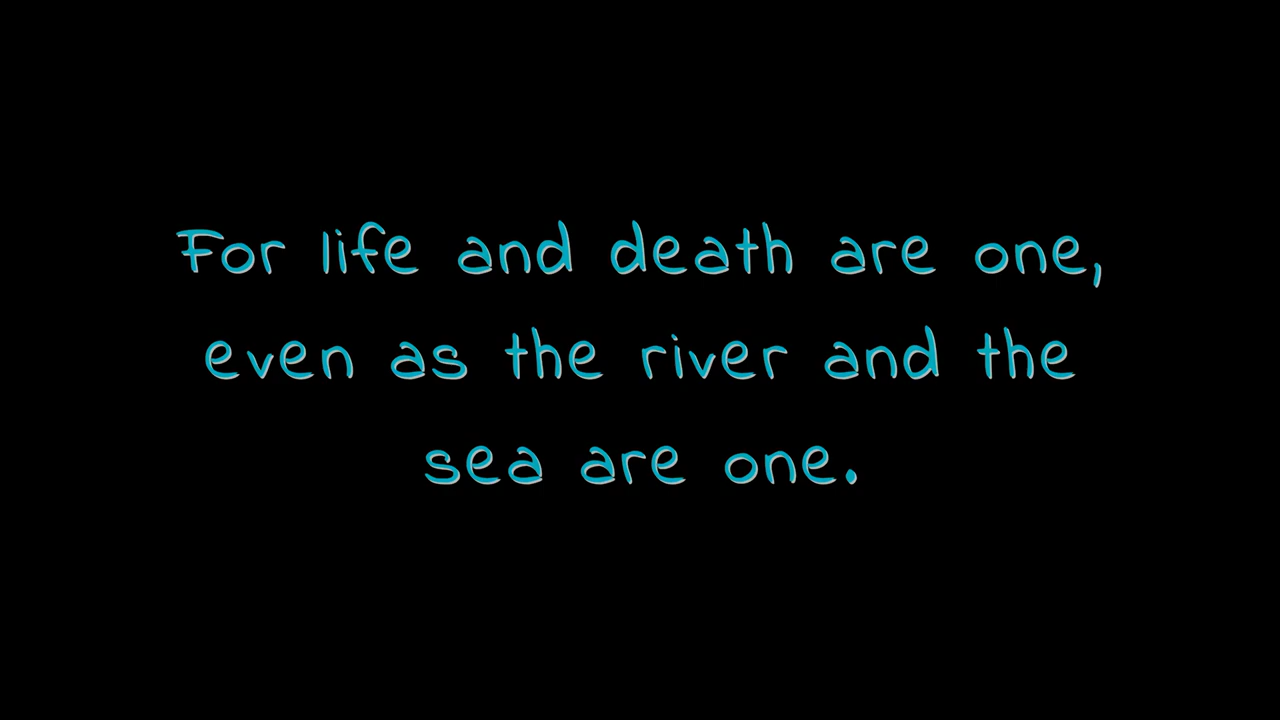 For life and death are one,
even as the river and the
sea are one.